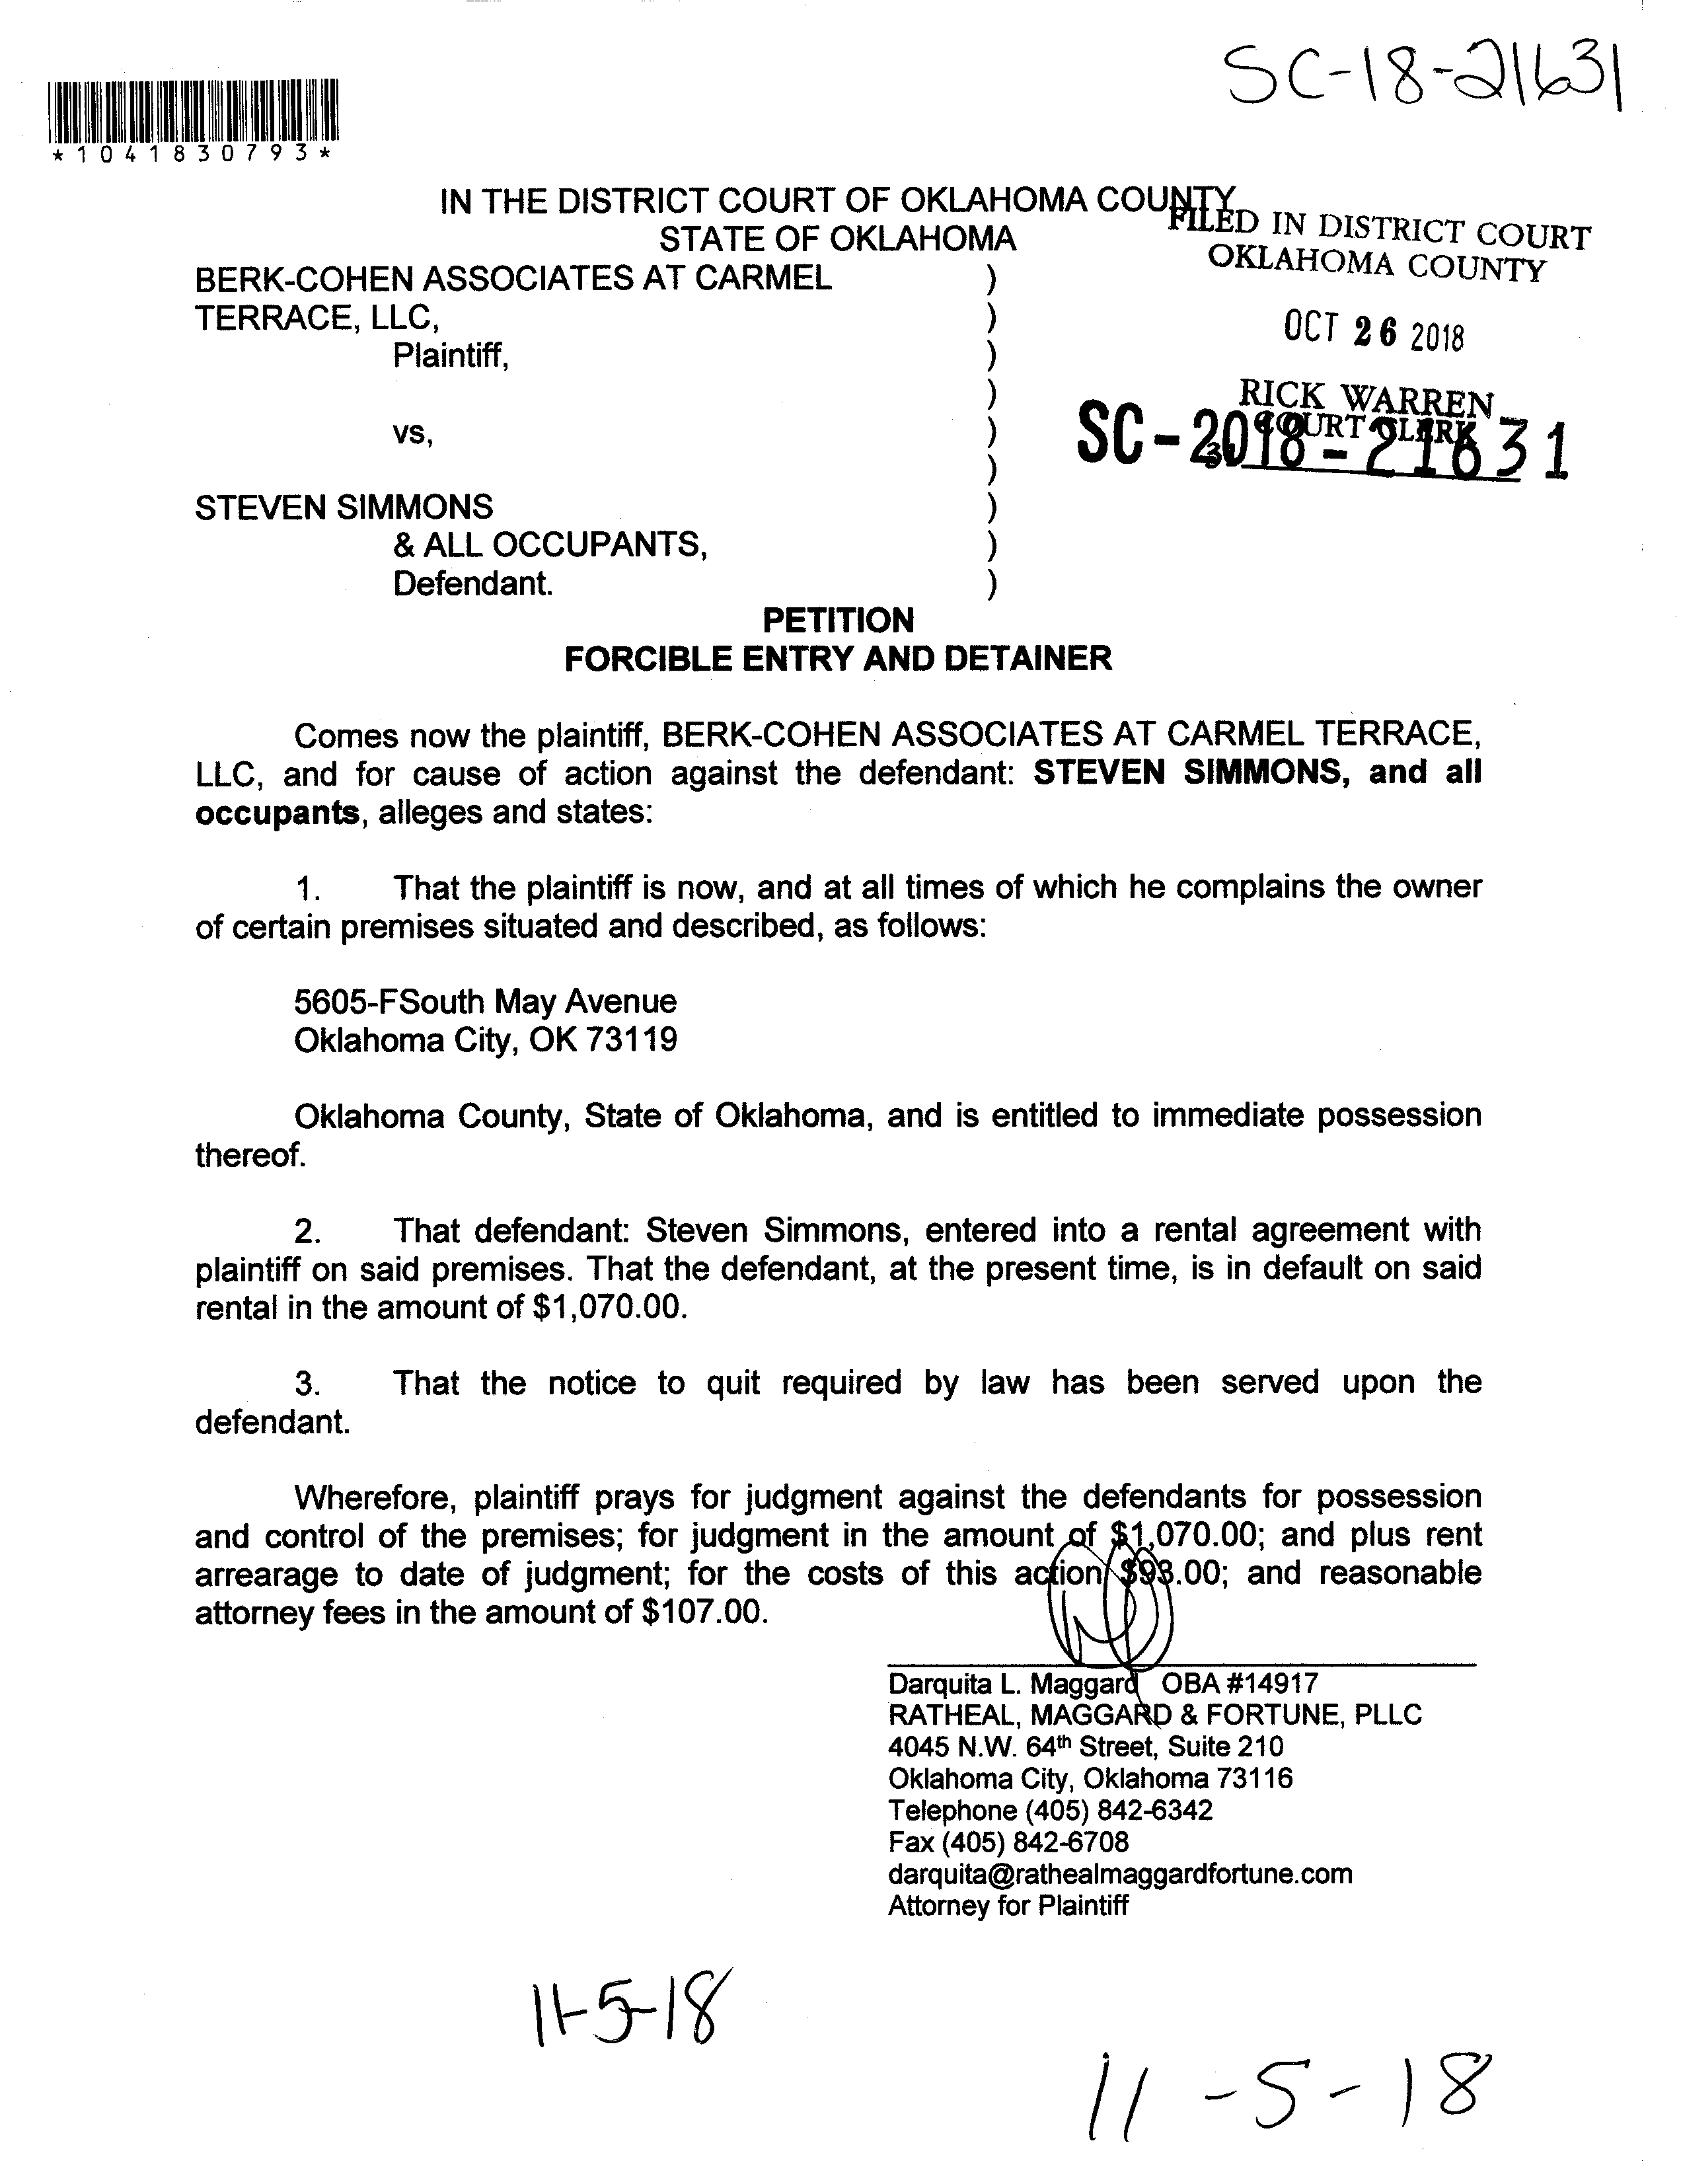 SC-18-21631
*1041830793*
IN THE DISTRICT COURT OF OKLAHOMA COUNTY
STATE OF OKLAHOMA
FILED IN DISTRICT COURT
OKLAHOMA COUNTY
OCT 26 2018
RICK WARREN
COURT CLERK
SC-2018-21631
BERK-COHEN ASSOCIATES AT CARMEL )
TERRACE, LLC, )
Plaintiff, )
)
vs, )
)
STEVEN SIMMONS )
& ALL OCCUPANTS, )
Defendant. )
PETITION
FORCIBLE ENTRY AND DETAINER
Comes now the plaintiff, BERK-COHEN ASSOCIATES AT CARMEL TERRACE,
LLC, and for cause of action against the defendant: STEVEN SIMMONS, and all
occupants, alleges and states:
1. That the plaintiff is now, and at all times of which he complains the owner
of certain premises situated and described, as follows:
5605-FSouth May Avenue
Oklahoma City, OK 73119
Oklahoma County, State of Oklahoma, and is entitled to immediate possession
thereof.
2. That defendant: Steven Simmons, entered into a rental agreement with
plaintiff on said premises. That the defendant, at the present time, is in default on said
rental in the amount of $1,070.00.
3. That the notice to quit required by law has been served upon the
defendant.
Wherefore, plaintiff prays for judgment against the defendants for possession
and control of the premises; for judgment in the amount of $1,070.00; and plus rent
arrearage to date of judgment; for the costs of this action $93.00; and reasonable
attorney fees in the amount of $107.00.
Darquita L. Maggard OBA #14917
RATHEAL, MAGGARD & FORTUNE, PLLC
4045 N.W. 64th Street, Suite 210
Oklahoma City, Oklahoma 73116
Telephone (405) 842-6342
Fax (405) 842-6708
darquita@rathealmaggardfortune.com
Attorney for Plaintiff
11-5-18
11-5-18